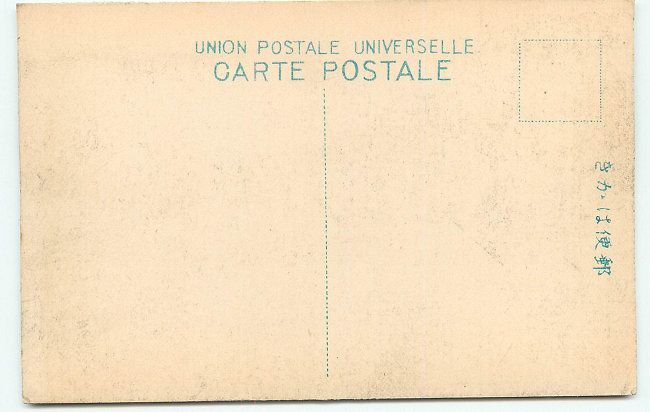 UNION POSTALE UNIVERSELLE
CARTE POSTALE
郵便はかき